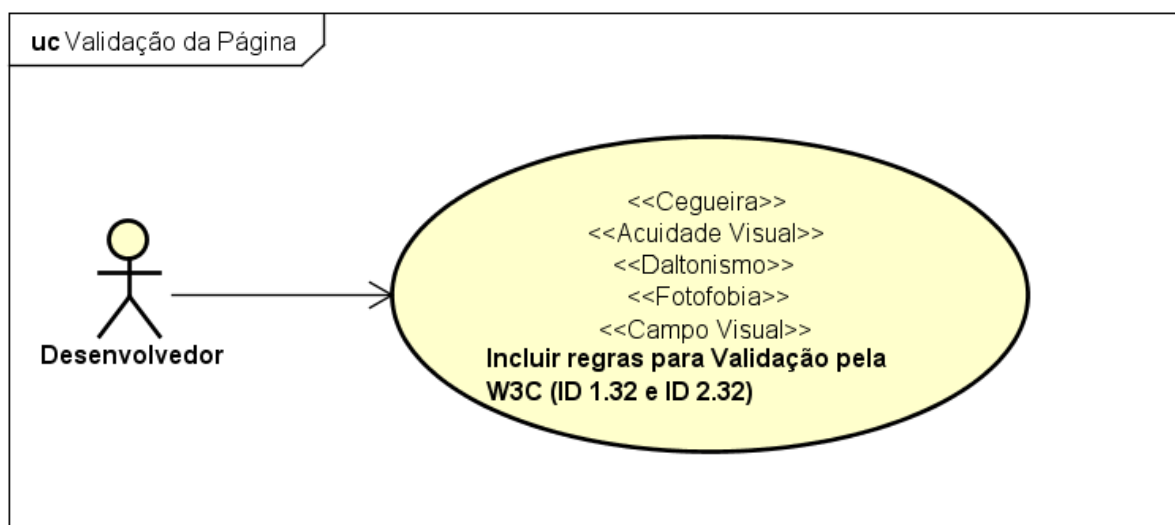 uc Validação da Página
<<Cegueira>>
<<Acuidade Visual>>
<<Daltonismo>>
<<Fotofobia>>
<<Campo Visual>>
Incluir regras para Validação pela
W3C (ID 1.32 e ID 2.32)
Desenvolvedor